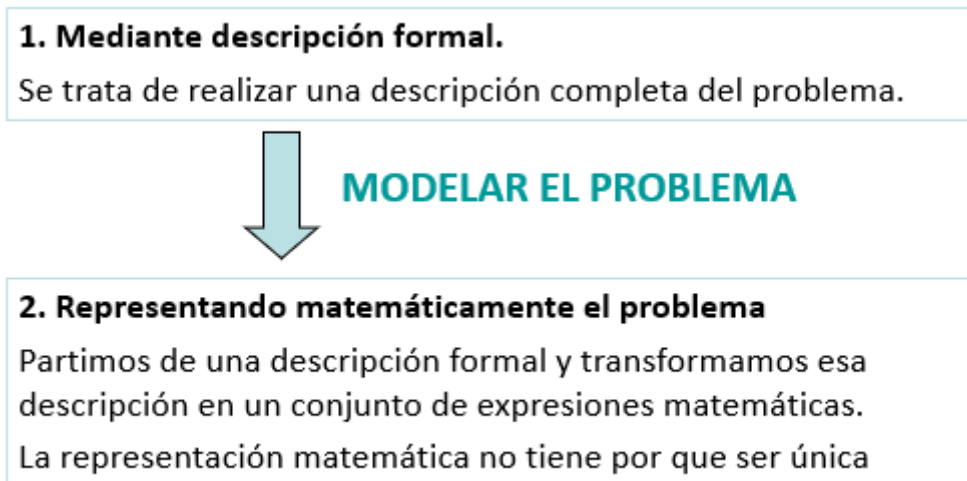 1. Mediante descripción formal.
Se trata de realizar una descripción completa del problema.
MODELAR EL PROBLEMA
2. Representando matemáticamente el problema
Partimos de una descripción formal y transformamos esa
descripción en un conjunto de expresiones matemáticas.
La representación matemática no tiene por que ser única